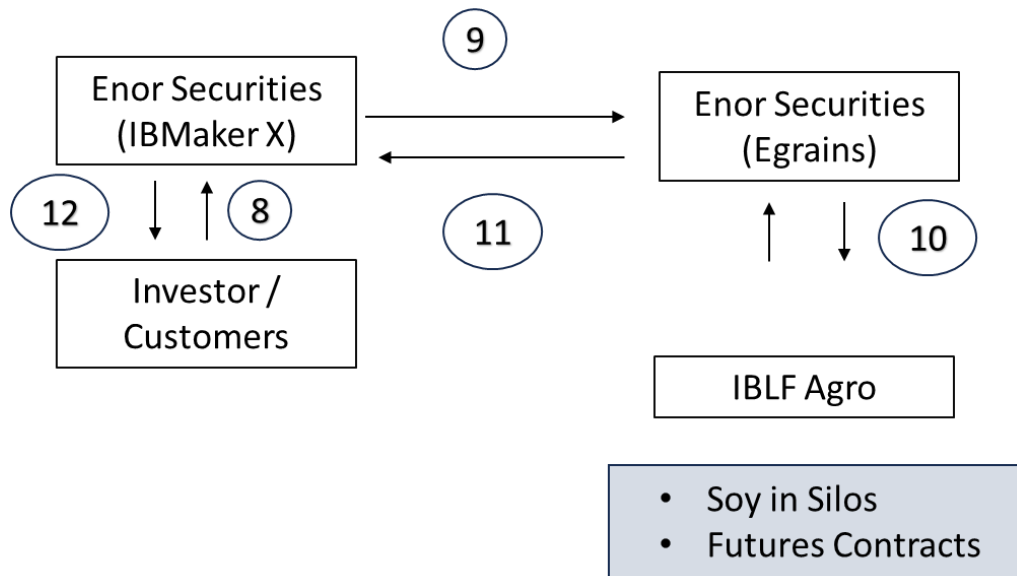 9
Enor Securities
(IBMaker X)
Enor Securities
(Egrains)
12
8
11
10
Investor /
Customers
IBLF Agro
• Soy in Silos
• Futures Contracts